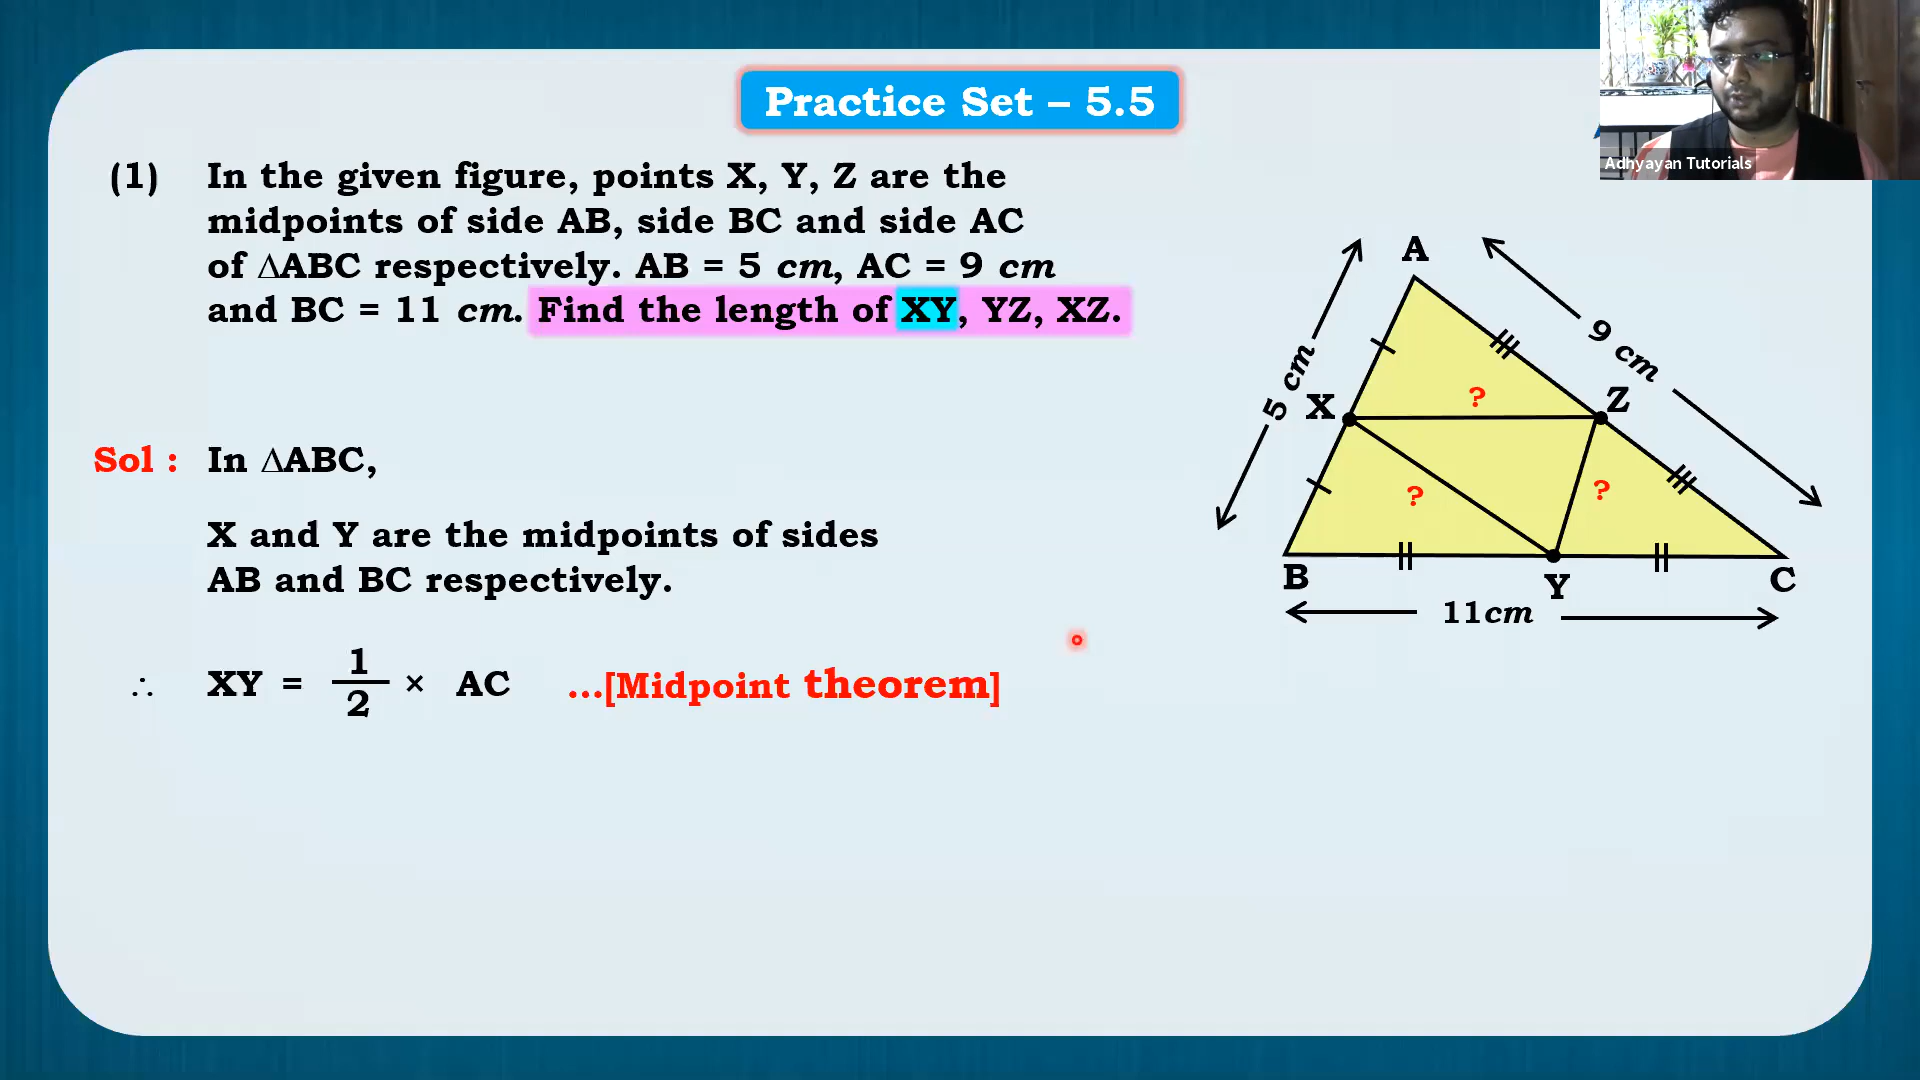 Practice Set – 5.5
Adhyayan Tutorials
(1) In the given figure, points X, Y, Z are the
midpoints of side AB, side BC and side AC
of ∆ABC respectively. AB = 5 cm, AC = 9 cm
and BC = 11 cm. Find the length of XY, YZ, XZ.
Sol : In ∆ABC,
X and Y are the midpoints of sides
AB and BC respectively.
∴ XY = 1/2 × AC ...[Midpoint theorem]
A
5 cm
9 cm
X
?
Z
?
?
B
Y
C
11cm